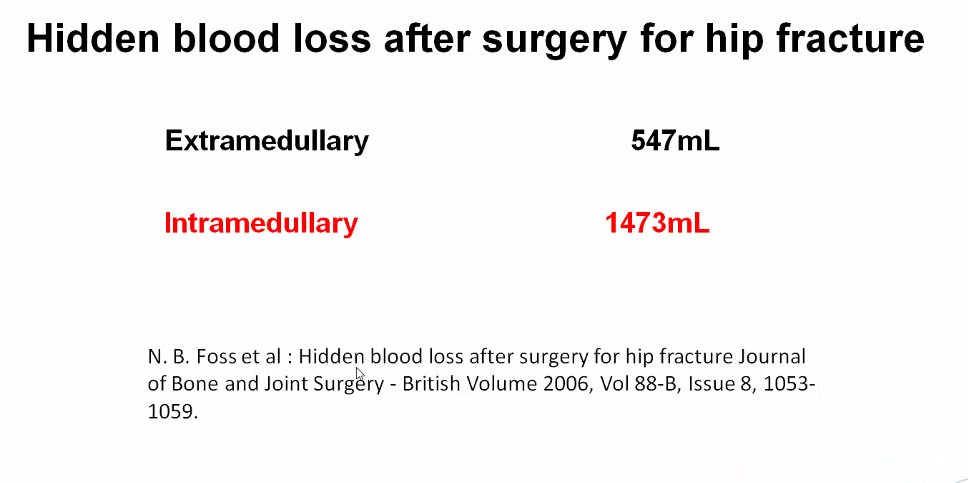 Hidden blood loss after surgery for hip fracture
Extramedullary 547mL
Intramedullary 1473mL
N. B. Foss et al : Hidden blood loss after surgery for hip fracture Journal
of Bone and Joint Surgery - British Volume 2006, Vol 88-B, Issue 8, 1053-
1059.